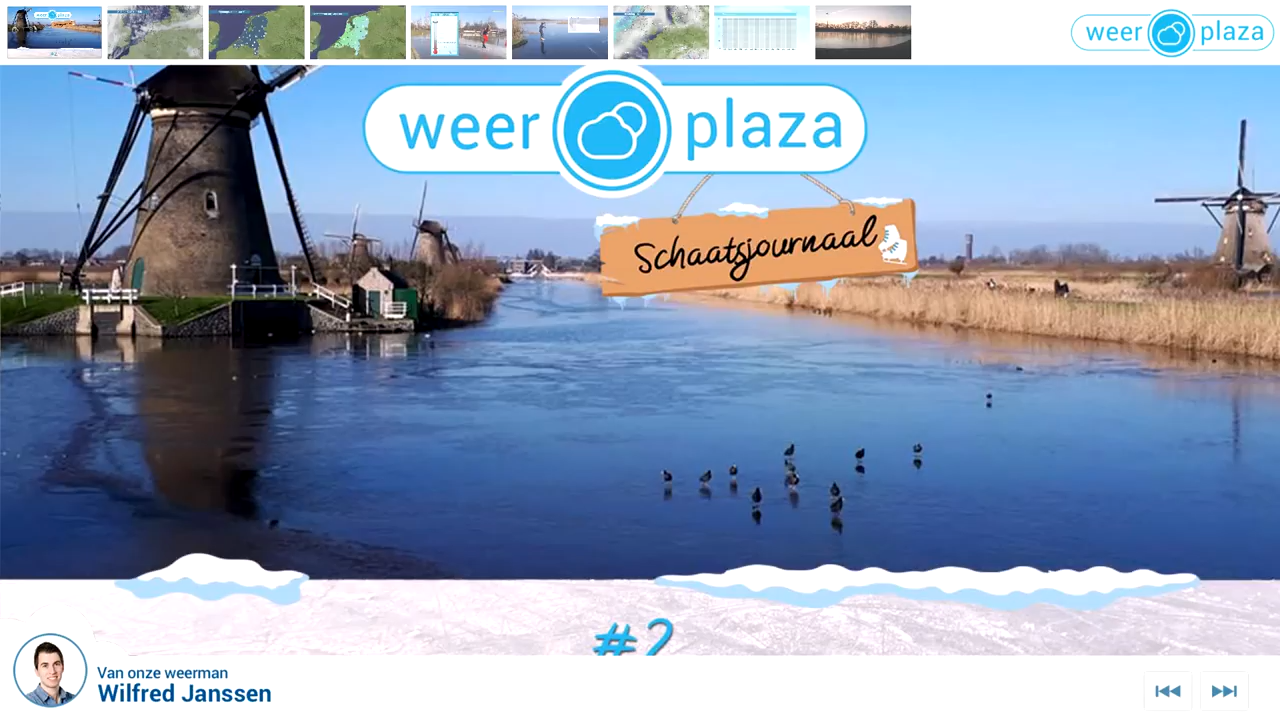 weer plaza
weer plaza
Schaatsjournaal
#2
Van onze weerman
Wilfred Janssen